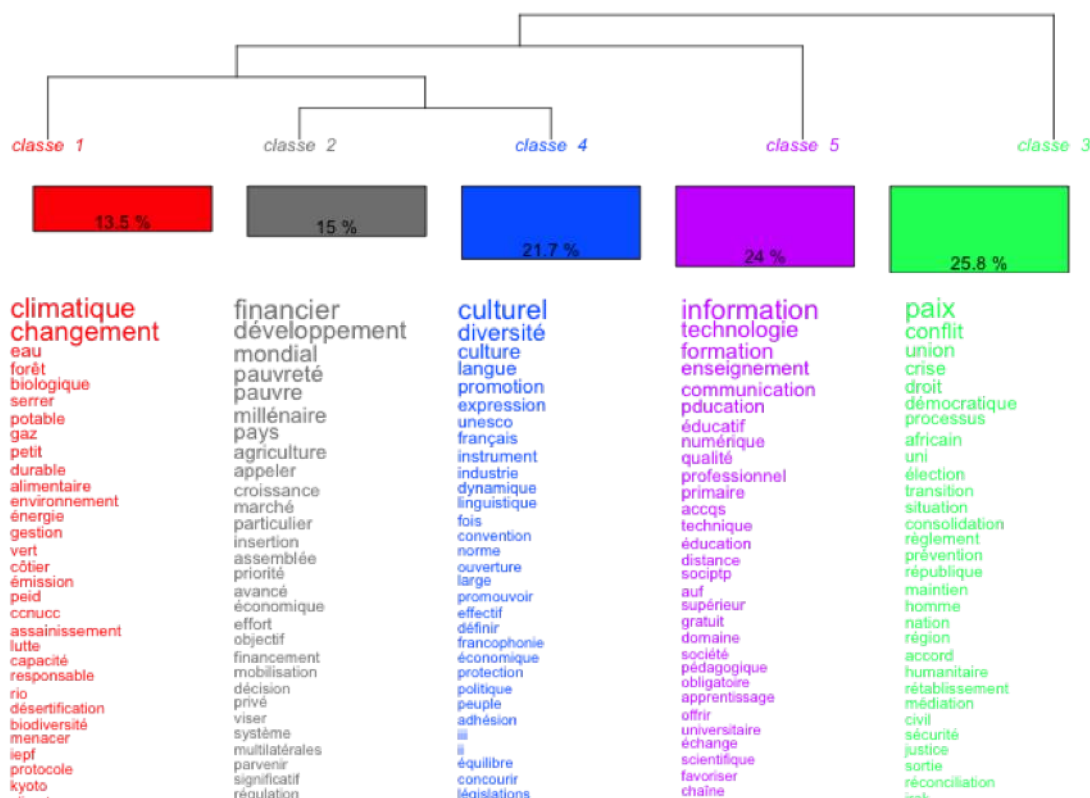 classe 1
classe 2
classe 4
classe 5
classe 3
13.5 %
15 %
21.7 %
24 %
25.8 %
climatique
changement
eau
forêt
biologique
serrer
potable
gaz
petit
durable
alimentaire
environnement
énergie
gestion
vert
côtier
émission
peid
ccnucc
assainissement
lutte
capacité
responsable
rio
désertification
biodiversité
menacer
iepf
protocole
kyoto
financier
développement
mondial
pauvreté
pauvre
millénaire
pays
agriculture
appeler
croissance
marché
particulier
insertion
assemblée
priorité
avancé
économique
effort
objectif
financement
mobilisation
décision
privé
viser
système
multilatérales
parvenir
significatif
régulation
culturel
diversité
culture
langue
promotion
expression
unesco
français
instrument
industrie
dynamique
linguistique
fois
convention
norme
ouverture
large
promouvoir
effectif
définir
francophonie
économique
protection
politique
peuple
adhésion
iii
ii
équilibre
concourir
législations
information
technologie
formation
enseignement
communication
pducation
éducatif
numérique
qualité
professionnel
primaire
accqs
technique
éducation
distance
sociptp
auf
supérieur
gratuit
domaine
société
pédagogique
obligatoire
apprentissage
offrir
universitaire
échange
scientifique
favoriser
chaîne
paix
conflit
union
crise
droit
démocratique
processus
africain
uni
élection
transition
situation
consolidation
règlement
prévention
république
maintien
homme
nation
région
accord
humanitaire
rétablissement
médiation
civil
sécurité
justice
sortie
réconciliation